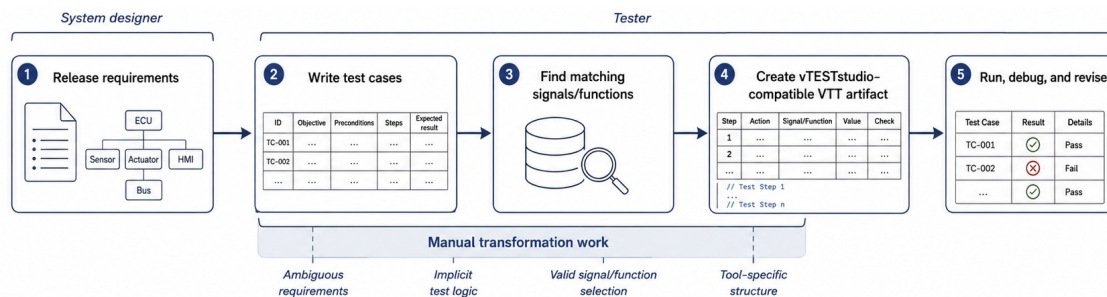 System designer
Tester
1
Release requirements
ECU
Sensor Actuator HMI
Bus
2
Write test cases
ID Objective Preconditions Steps Expected
result
TC-001 ... ... ... ...
TC-002 ... ... ... ...
... ... ... ... ...
3
Find matching
signals/functions
4
Create vTESTstudio-
compatible VTT artifact
Step Action Signal/Function Value Check
1 ... ... ... ...
2 ... ... ... ...
... ... ... ... ...
// Test Step 1
...
// Test Step n
5
Run, debug, and revise
Test Case Result Details
TC-001 Pass
TC-002 Fail
... Pass
Manual transformation work
Ambiguous
requirements
Implicit
test logic
Valid signal/function
selection
Tool-specific
structure